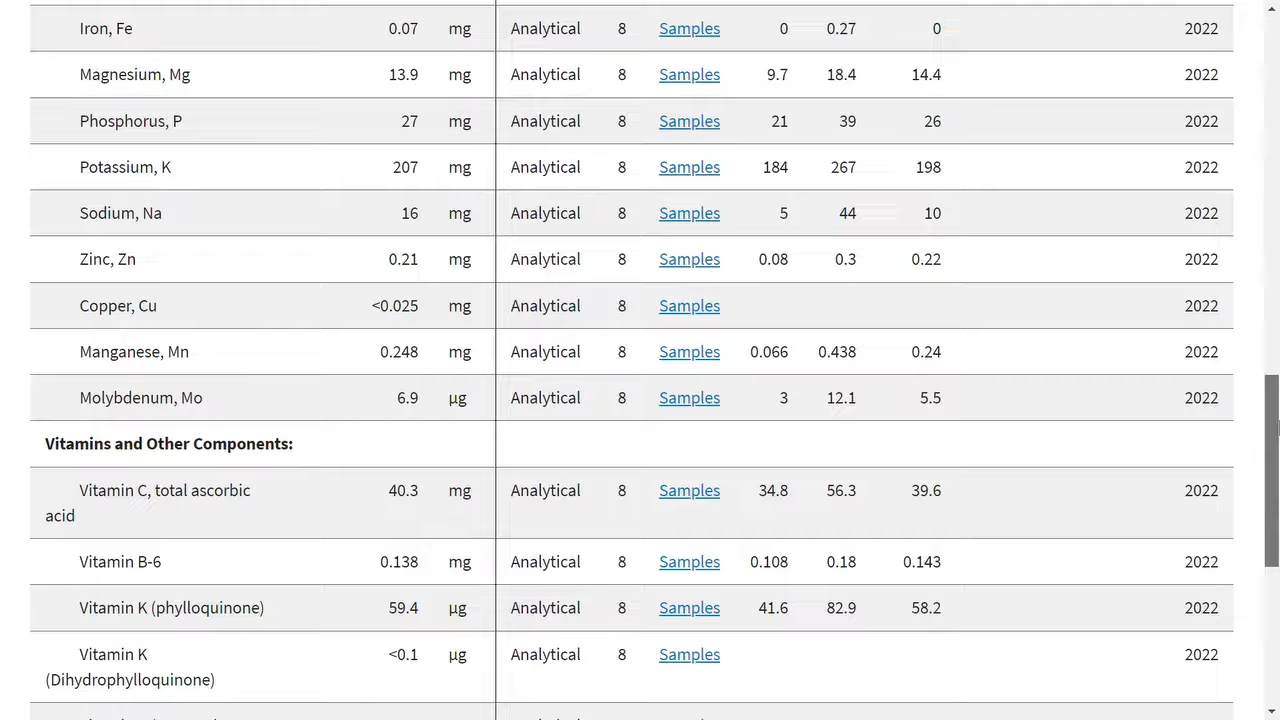 Iron, Fe 0.07 mg Analytical 8 Samples 0 0.27 0 2022
Magnesium, Mg 13.9 mg Analytical 8 Samples 9.7 18.4 14.4 2022
Phosphorus, P 27 mg Analytical 8 Samples 21 39 26 2022
Potassium, K 207 mg Analytical 8 Samples 184 267 198 2022
Sodium, Na 16 mg Analytical 8 Samples 5 44 10 2022
Zinc, Zn 0.21 mg Analytical 8 Samples 0.08 0.3 0.22 2022
Copper, Cu <0.025 mg Analytical 8 Samples 2022
Manganese, Mn 0.248 mg Analytical 8 Samples 0.066 0.438 0.24 2022
Molybdenum, Mo 6.9 µg Analytical 8 Samples 3 12.1 5.5 2022
Vitamins and Other Components:
Vitamin C, total ascorbic 40.3 mg Analytical 8 Samples 34.8 56.3 39.6 2022
acid
Vitamin B-6 0.138 mg Analytical 8 Samples 0.108 0.18 0.143 2022
Vitamin K (phylloquinone) 59.4 µg Analytical 8 Samples 41.6 82.9 58.2 2022
Vitamin K <0.1 µg Analytical 8 Samples 2022
(Dihydrophylloquinone)